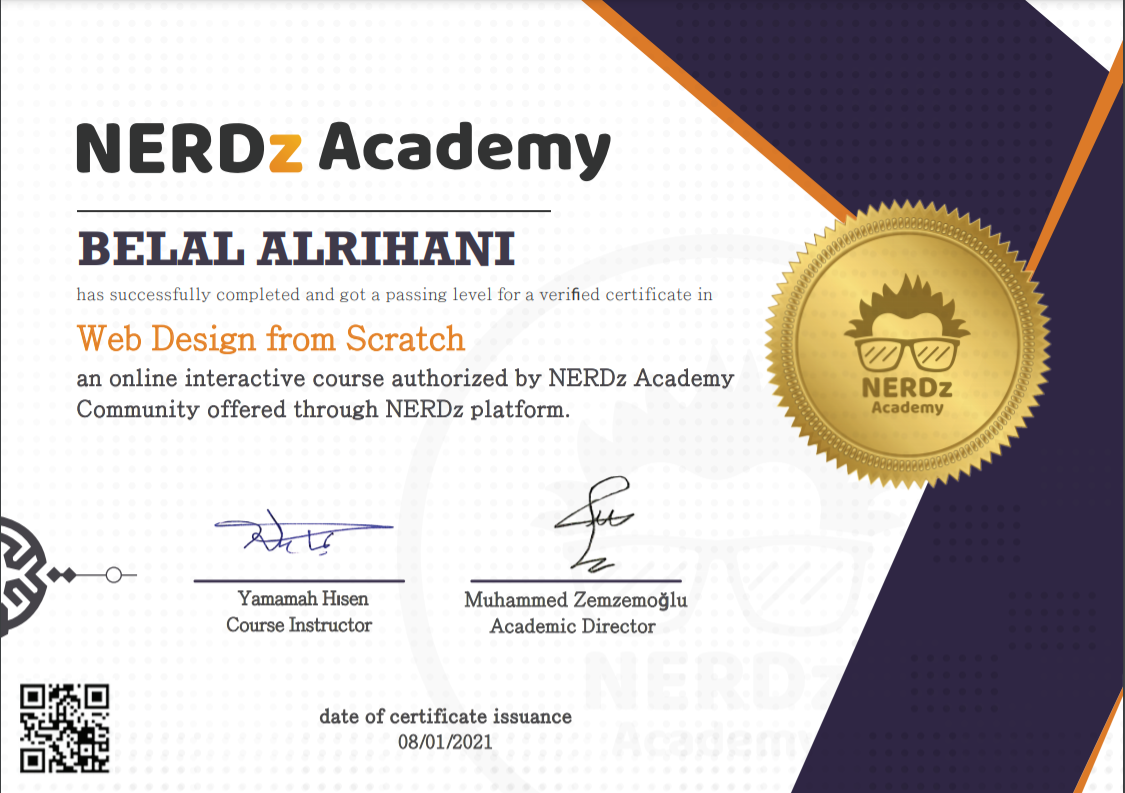 NERDz Academy
BELAL ALRIHANI
has successfully completed and got a passing level for a verified certificate in
Web Design from Scratch
an online interactive course authorized by NERDz Academy
Community offered through NERDz platform.
NERDz
Academy
Yamamah Hısen
Course Instructor
Muhammed Zemzemoğlu
Academic Director
NERDz
Academy
date of certificate issuance
08/01/2021